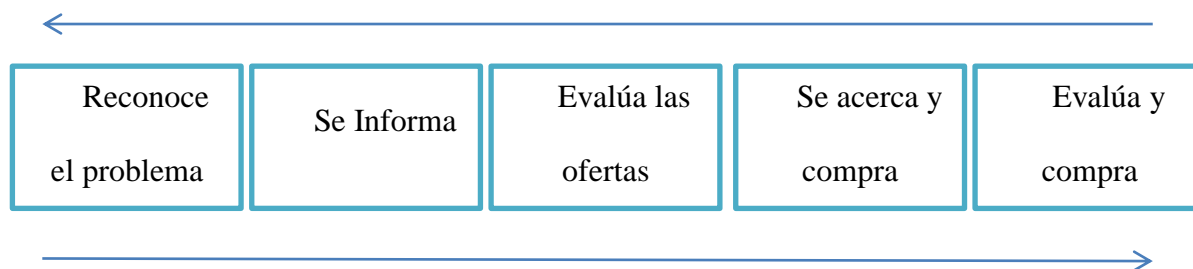 Reconoce
el problema
Se Informa
Evalúa las
ofertas
Se acerca y
compra
Evalúa y
compra